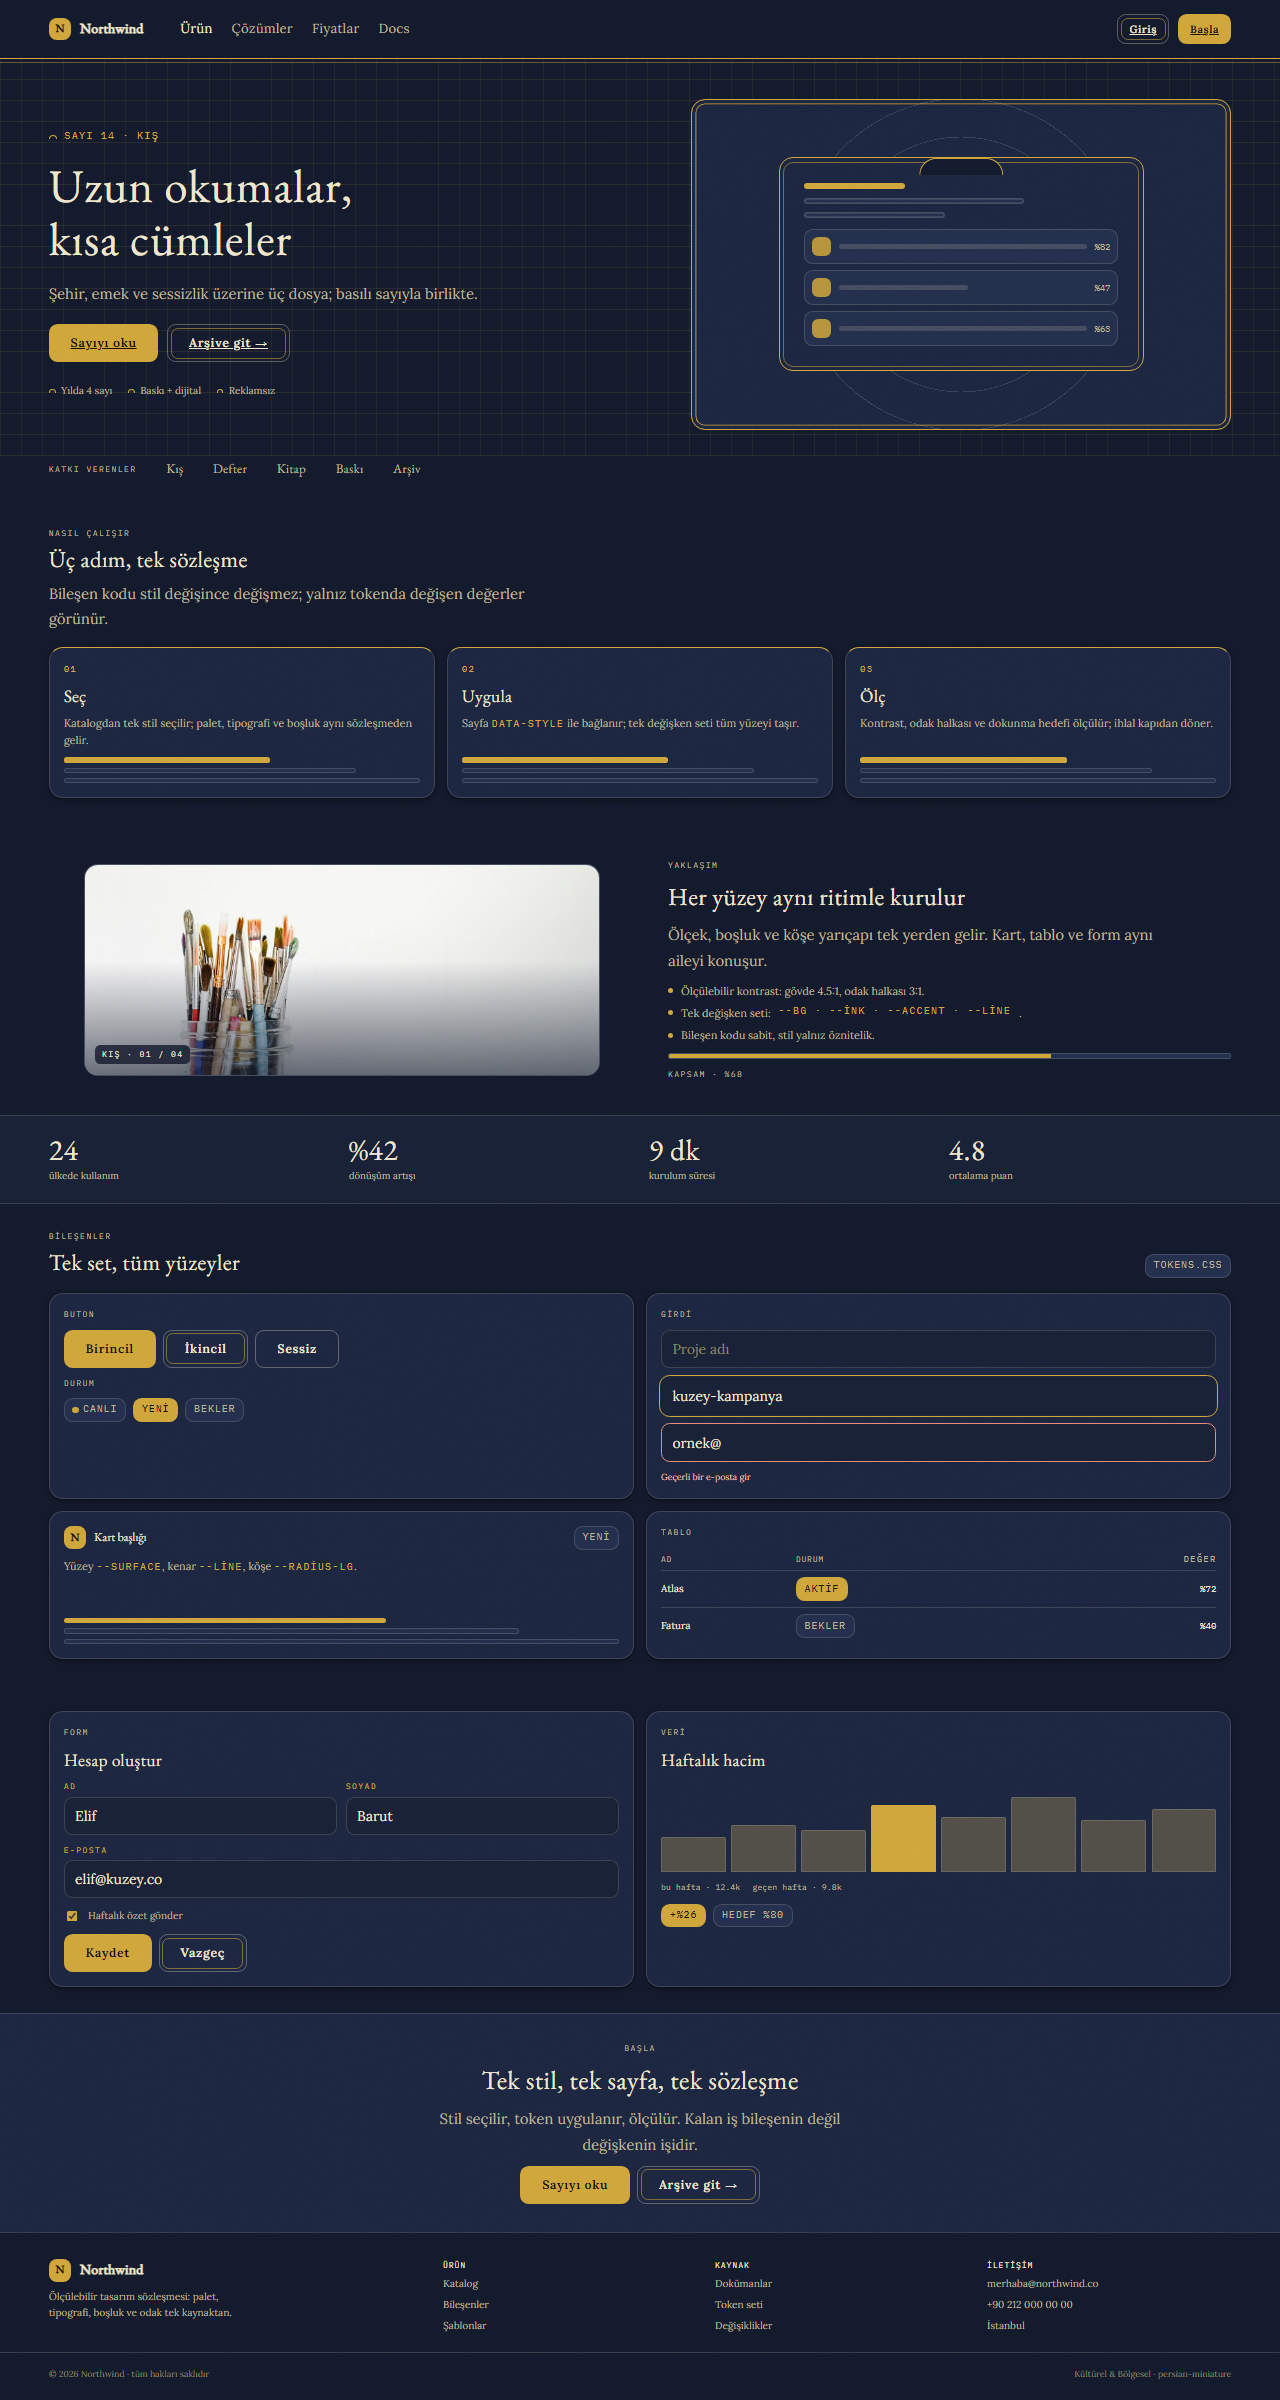 N Northwind Ürün Çözümler Fiyatlar Docs Giriş Başla
SAYI 14 · KIŞ
Uzun okumalar,
kısa cümleler
Şehir, emek ve sessizlik üzerine üç dosya; basılı sayıyla birlikte.
Sayıyı oku Arşive git →
Yılda 4 sayı Baskı + dijital Reklamsız
%82
%47
%63
KATKI VERENLER Kış Defter Kitap Baskı Arşiv
NASIL ÇALIŞIR
Üç adım, tek sözleşme
Bileşen kodu stil değişince değişmez; yalnız tokenda değişen değerler
görünür.
01
Seç
Katalogdan tek stil seçilir; palet, tipografi ve boşluk aynı sözleşmeden
gelir.
02
Uygula
Sayfa DATA-STYLE ile bağlanır; tek değişken seti tüm yüzeyi taşır.
03
Ölç
Kontrast, odak halkası ve dokunma hedefi ölçülür; ihlal kapıdan döner.
KIŞ · 01 / 04
YAKLAŞIM
Her yüzey aynı ritimle kurulur
Ölçek, boşluk ve köşe yarıçapı tek yerden gelir. Kart, tablo ve form aynı
aileyi konuşur.
Ölçülebilir kontrast: gövde 4.5:1, odak halkası 3:1.
Tek değişken seti: --BG · --İNK · --ACCENT · --LİNE .
Bileşen kodu sabit, stil yalnız öznitelik.
KAPSAM · %68
24
ülkede kullanım
%42
dönüşüm artışı
9 dk
kurulum süresi
4.8
ortalama puan
BİLEŞENLER
Tek set, tüm yüzeyler
TOKENS.CSS
BUTON
Birincil İkincil Sessiz
DURUM
CANLI YENİ BEKLER
GİRDİ
Proje adı
kuzey-kampanya
ornek@
Geçerli bir e-posta gir
N Kart başlığı YENİ
Yüzey --SURFACE, kenar --LİNE, köşe --RADİUS-LG.
TABLO
AD DURUM DEĞER
Atlas AKTİF %72
Fatura BEKLER %40
FORM
Hesap oluştur
AD SOYAD
Elif Barut
E-POSTA
elif@kuzey.co
Haftalık özet gönder
Kaydet Vazgeç
VERİ
Haftalık hacim
bu hafta · 12.4k geçen hafta · 9.8k
+%26 HEDEF %80
BAŞLA
Tek stil, tek sayfa, tek sözleşme
Stil seçilir, token uygulanır, ölçülür. Kalan iş bileşenin değil
değişkenin işidir.
Sayıyı oku Arşive git →
N Northwind
Ölçülebilir tasarım sözleşmesi: palet,
tipografi, boşluk ve odak tek kaynaktan.
ÜRÜN
Katalog
Bileşenler
Şablonlar
KAYNAK
Dokümanlar
Token seti
Değişiklikler
İLETİŞİM
merhaba@northwind.co
+90 212 000 00 00
İstanbul
© 2026 Northwind · tüm hakları saklıdır Kültürel & Bölgesel · persian-miniature